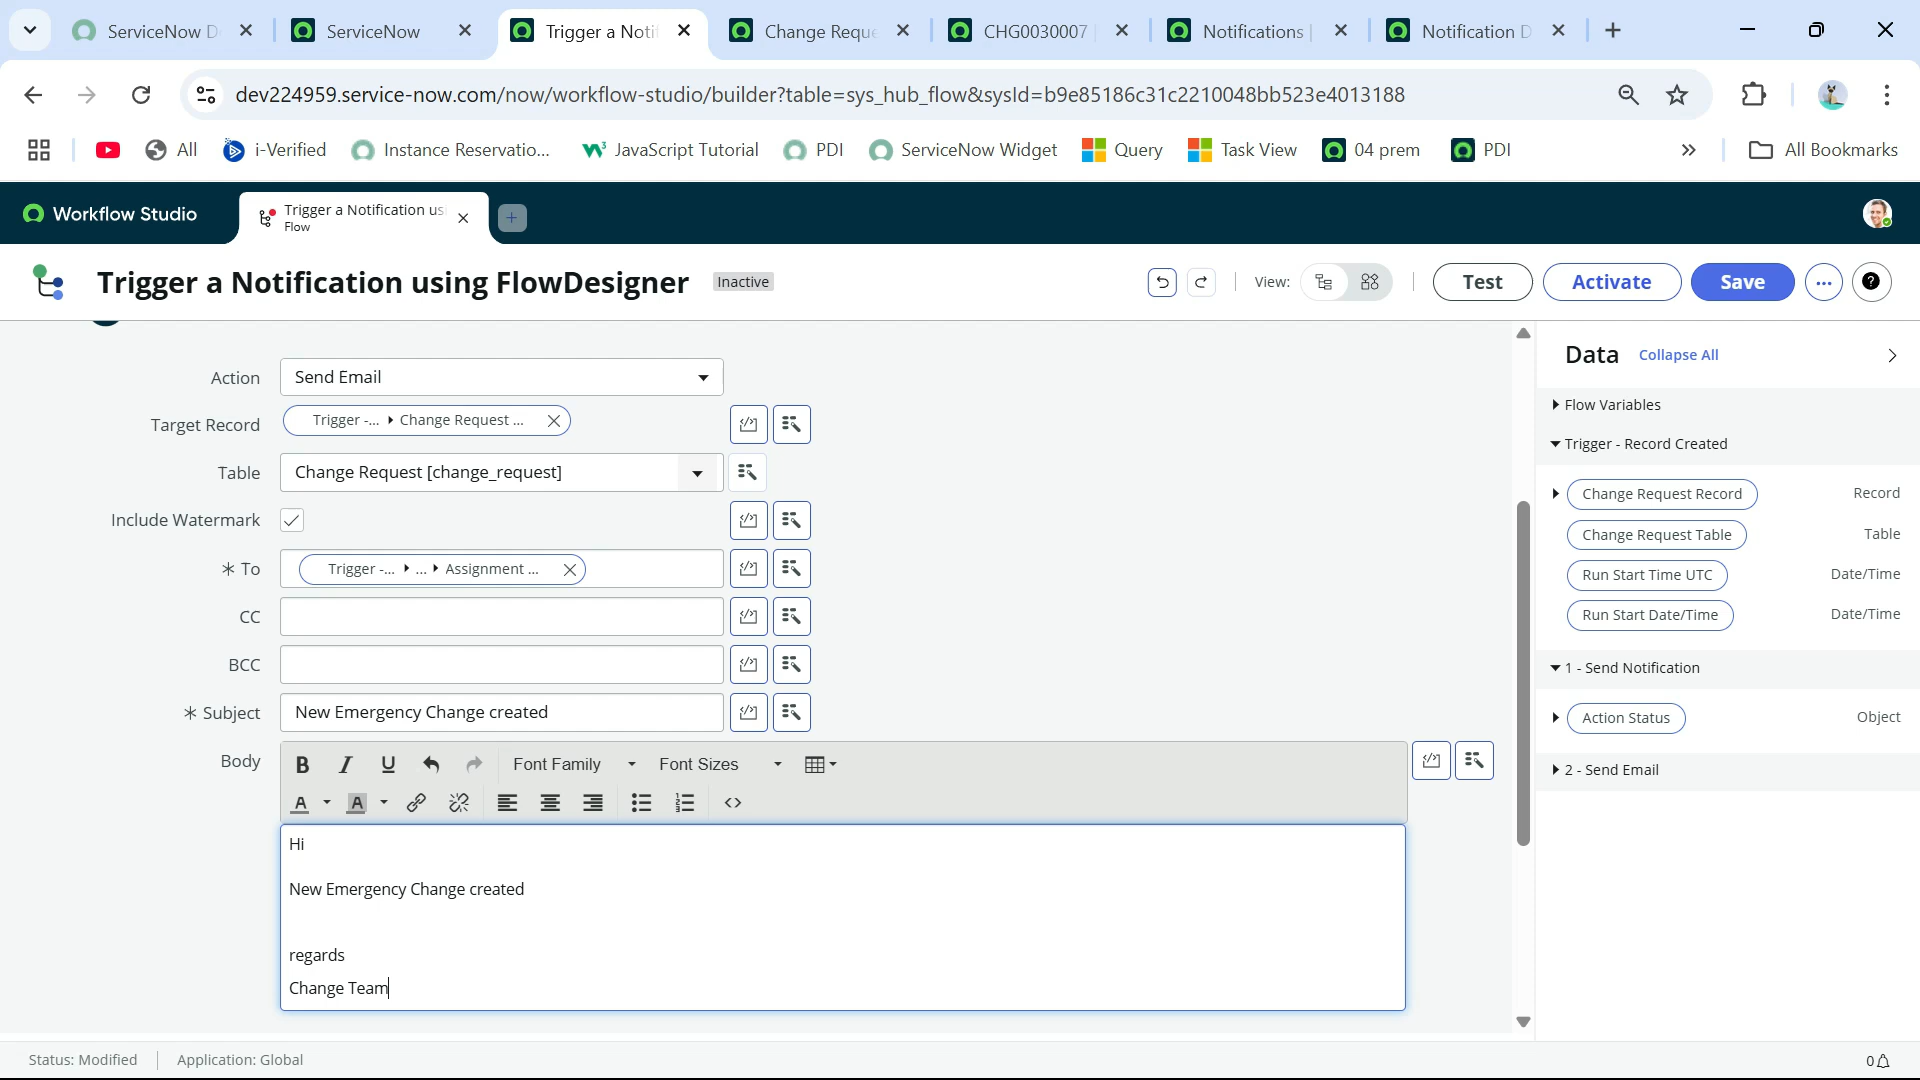 ServiceNow D
ServiceNow
Trigger a Noti
Change Reque
CHG0030007
Notifications
Notification D
dev224959.service-now.com/now/workflow-studio/builder?table=sys_hub_flow&sysId=b9e85186c31c2210048bb523e4013188
All
i-Verified
Instance Reservatio...
JavaScript Tutorial
PDI
ServiceNow Widget
Query
Task View
04 prem
PDI
All Bookmarks
Workflow Studio
Trigger a Notification us
Flow
Trigger a Notification using FlowDesigner
Inactive
View:
Test
Activate
Save
Action
Send Email
Target Record
Trigger -... Change Request ...
Table
Change Request [change_request]
Include Watermark
* To
Trigger -... ... Assignment ...
CC
BCC
* Subject
New Emergency Change created
Body
B I U Font Family Font Sizes
A A
Hi
New Emergency Change created
regards
Change Team
Data Collapse All
Flow Variables
Trigger - Record Created
Change Request Record Record
Change Request Table Table
Run Start Time UTC Date/Time
Run Start Date/Time Date/Time
1 - Send Notification
Action Status Object
2 - Send Email
Status: Modified
Application: Global
0